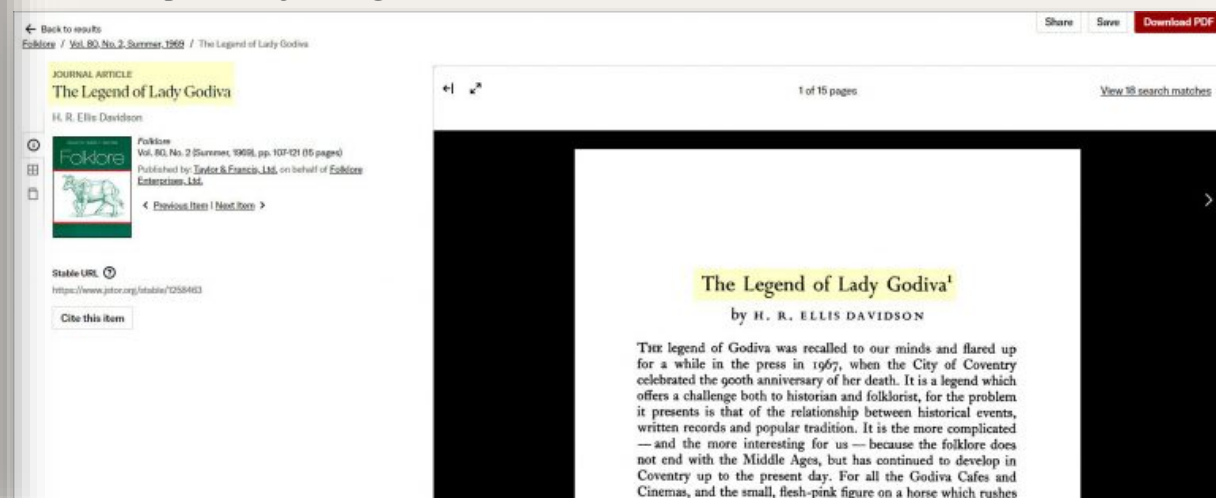 ← Back to results
Folklore / Vol. 80, No. 2, Summer, 1969 / The Legend of Lady Godiva
Share
Save
Download PDF
JOURNAL ARTICLE
The Legend of Lady Godiva
H. R. Ellis Davidson
Folklore
Folklore
Vol. 80, No. 2 (Summer, 1969), pp. 107-121 (15 pages)
Published by: Taylor & Francis, Ltd. on behalf of Folklore
Enterprises, Ltd.
< Previous Item | Next Item >
Stable URL
https://www.jstor.org/stable/1258463
Cite this item
1 of 15 pages
View 18 search matches
The Legend of Lady Godiva¹
by H. R. ELLIS DAVIDSON
THE legend of Godiva was recalled to our minds and flared up
for a while in the press in 1967, when the City of Coventry
celebrated the 900th anniversary of her death. It is a legend which
offers a challenge both to historian and folklorist, for the problem
it presents is that of the relationship between historical events,
written records and popular tradition. It is the more complicated
— and the more interesting for us — because the folklore does
not end with the Middle Ages, but has continued to develop in
Coventry up to the present day. For all the Godiva Cafes and
Cinemas, and the small, flesh-pink figure on a horse which rushes